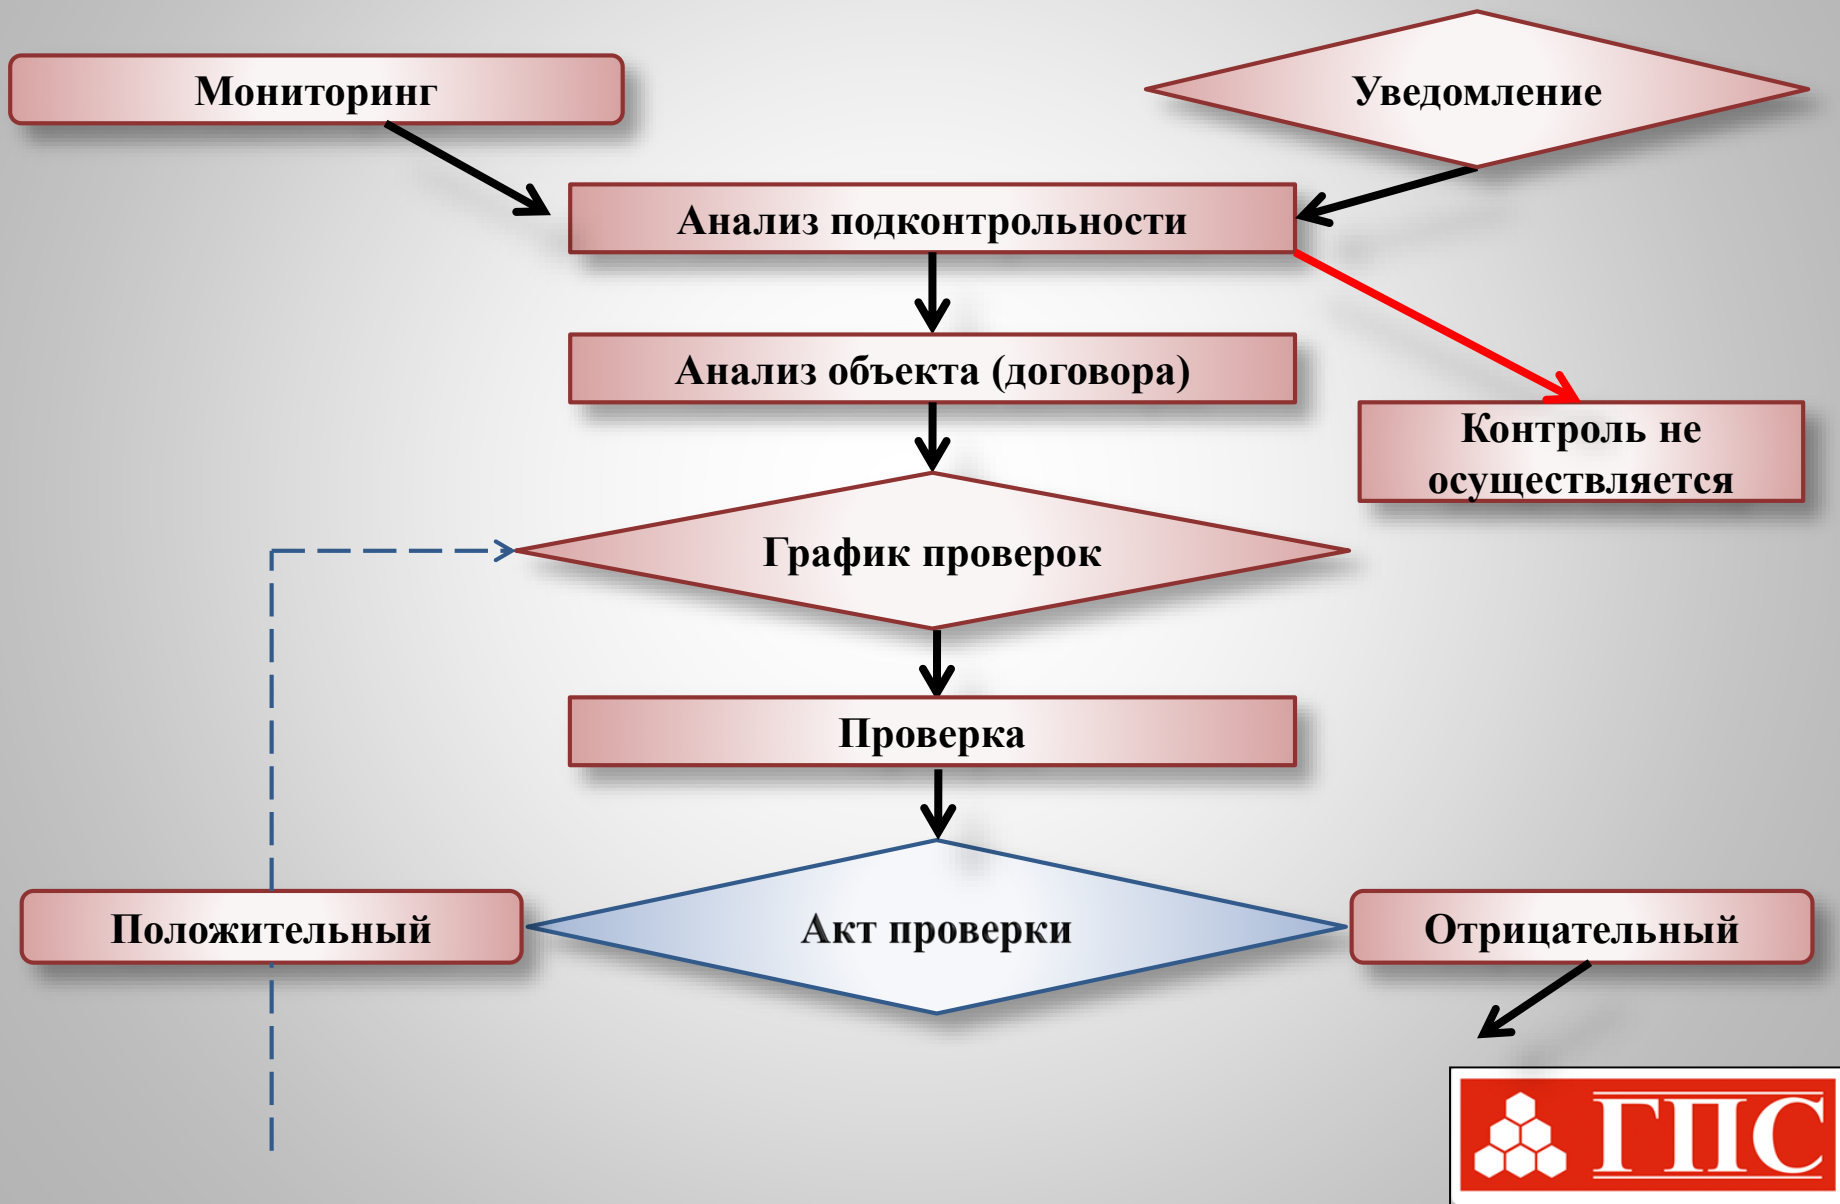 Мониторинг
Уведомление
Анализ подконтрольности
Анализ объекта (договора)
Контроль не
осуществляется
График проверок
Проверка
Положительный
Акт проверки
Отрицательный
ГПС